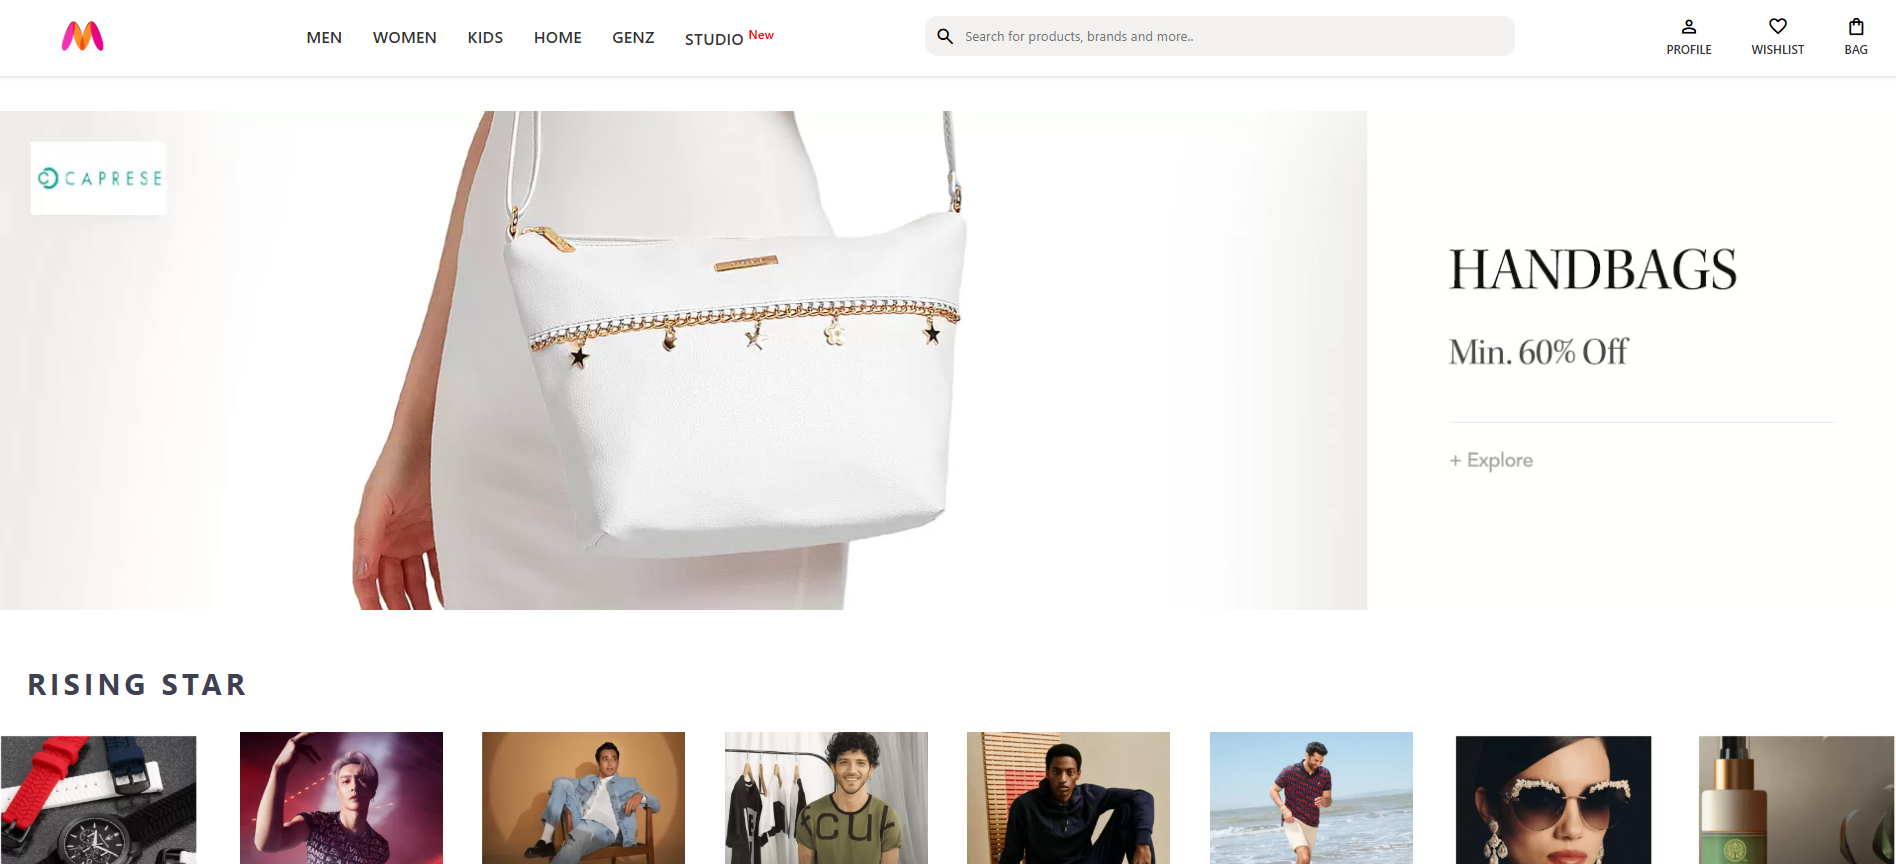 MEN WOMEN KIDS HOME GENZ STUDIO New
Search for products, brands and more..
PROFILE WISHLIST BAG
CAPRESE
HANDBAGS
Min. 60% Off
+ Explore
RISING STAR